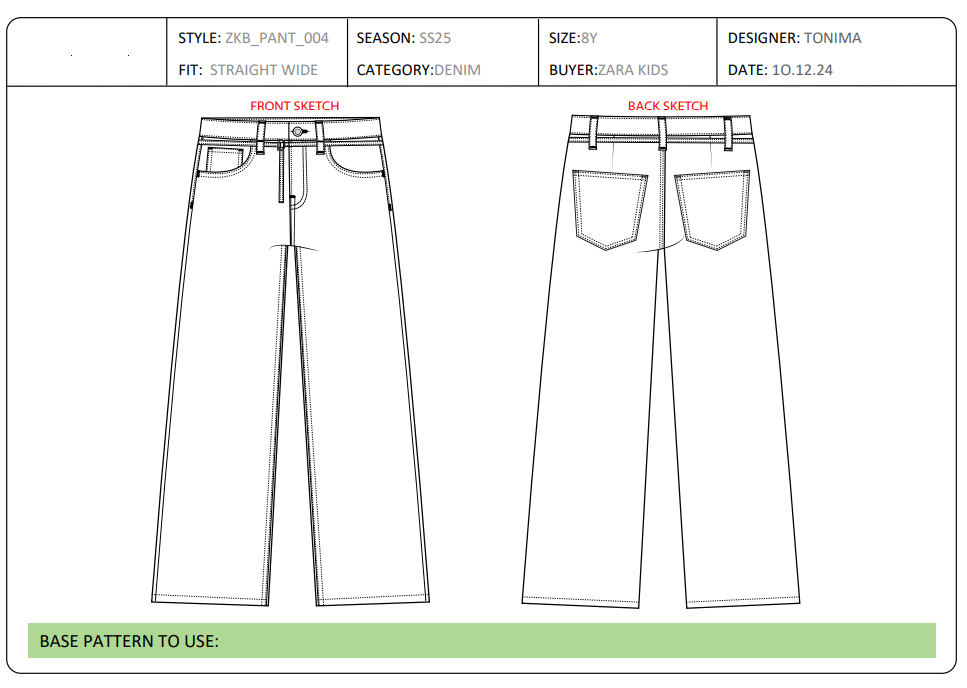 STYLE: ZKB_PANT_004
FIT: STRAIGHT WIDE
SEASON: SS25
CATEGORY:DENIM
SIZE:8Y
BUYER:ZARA KIDS
DESIGNER: TONIMA
DATE: 1O.12.24
FRONT SKETCH
BACK SKETCH
BASE PATTERN TO USE: